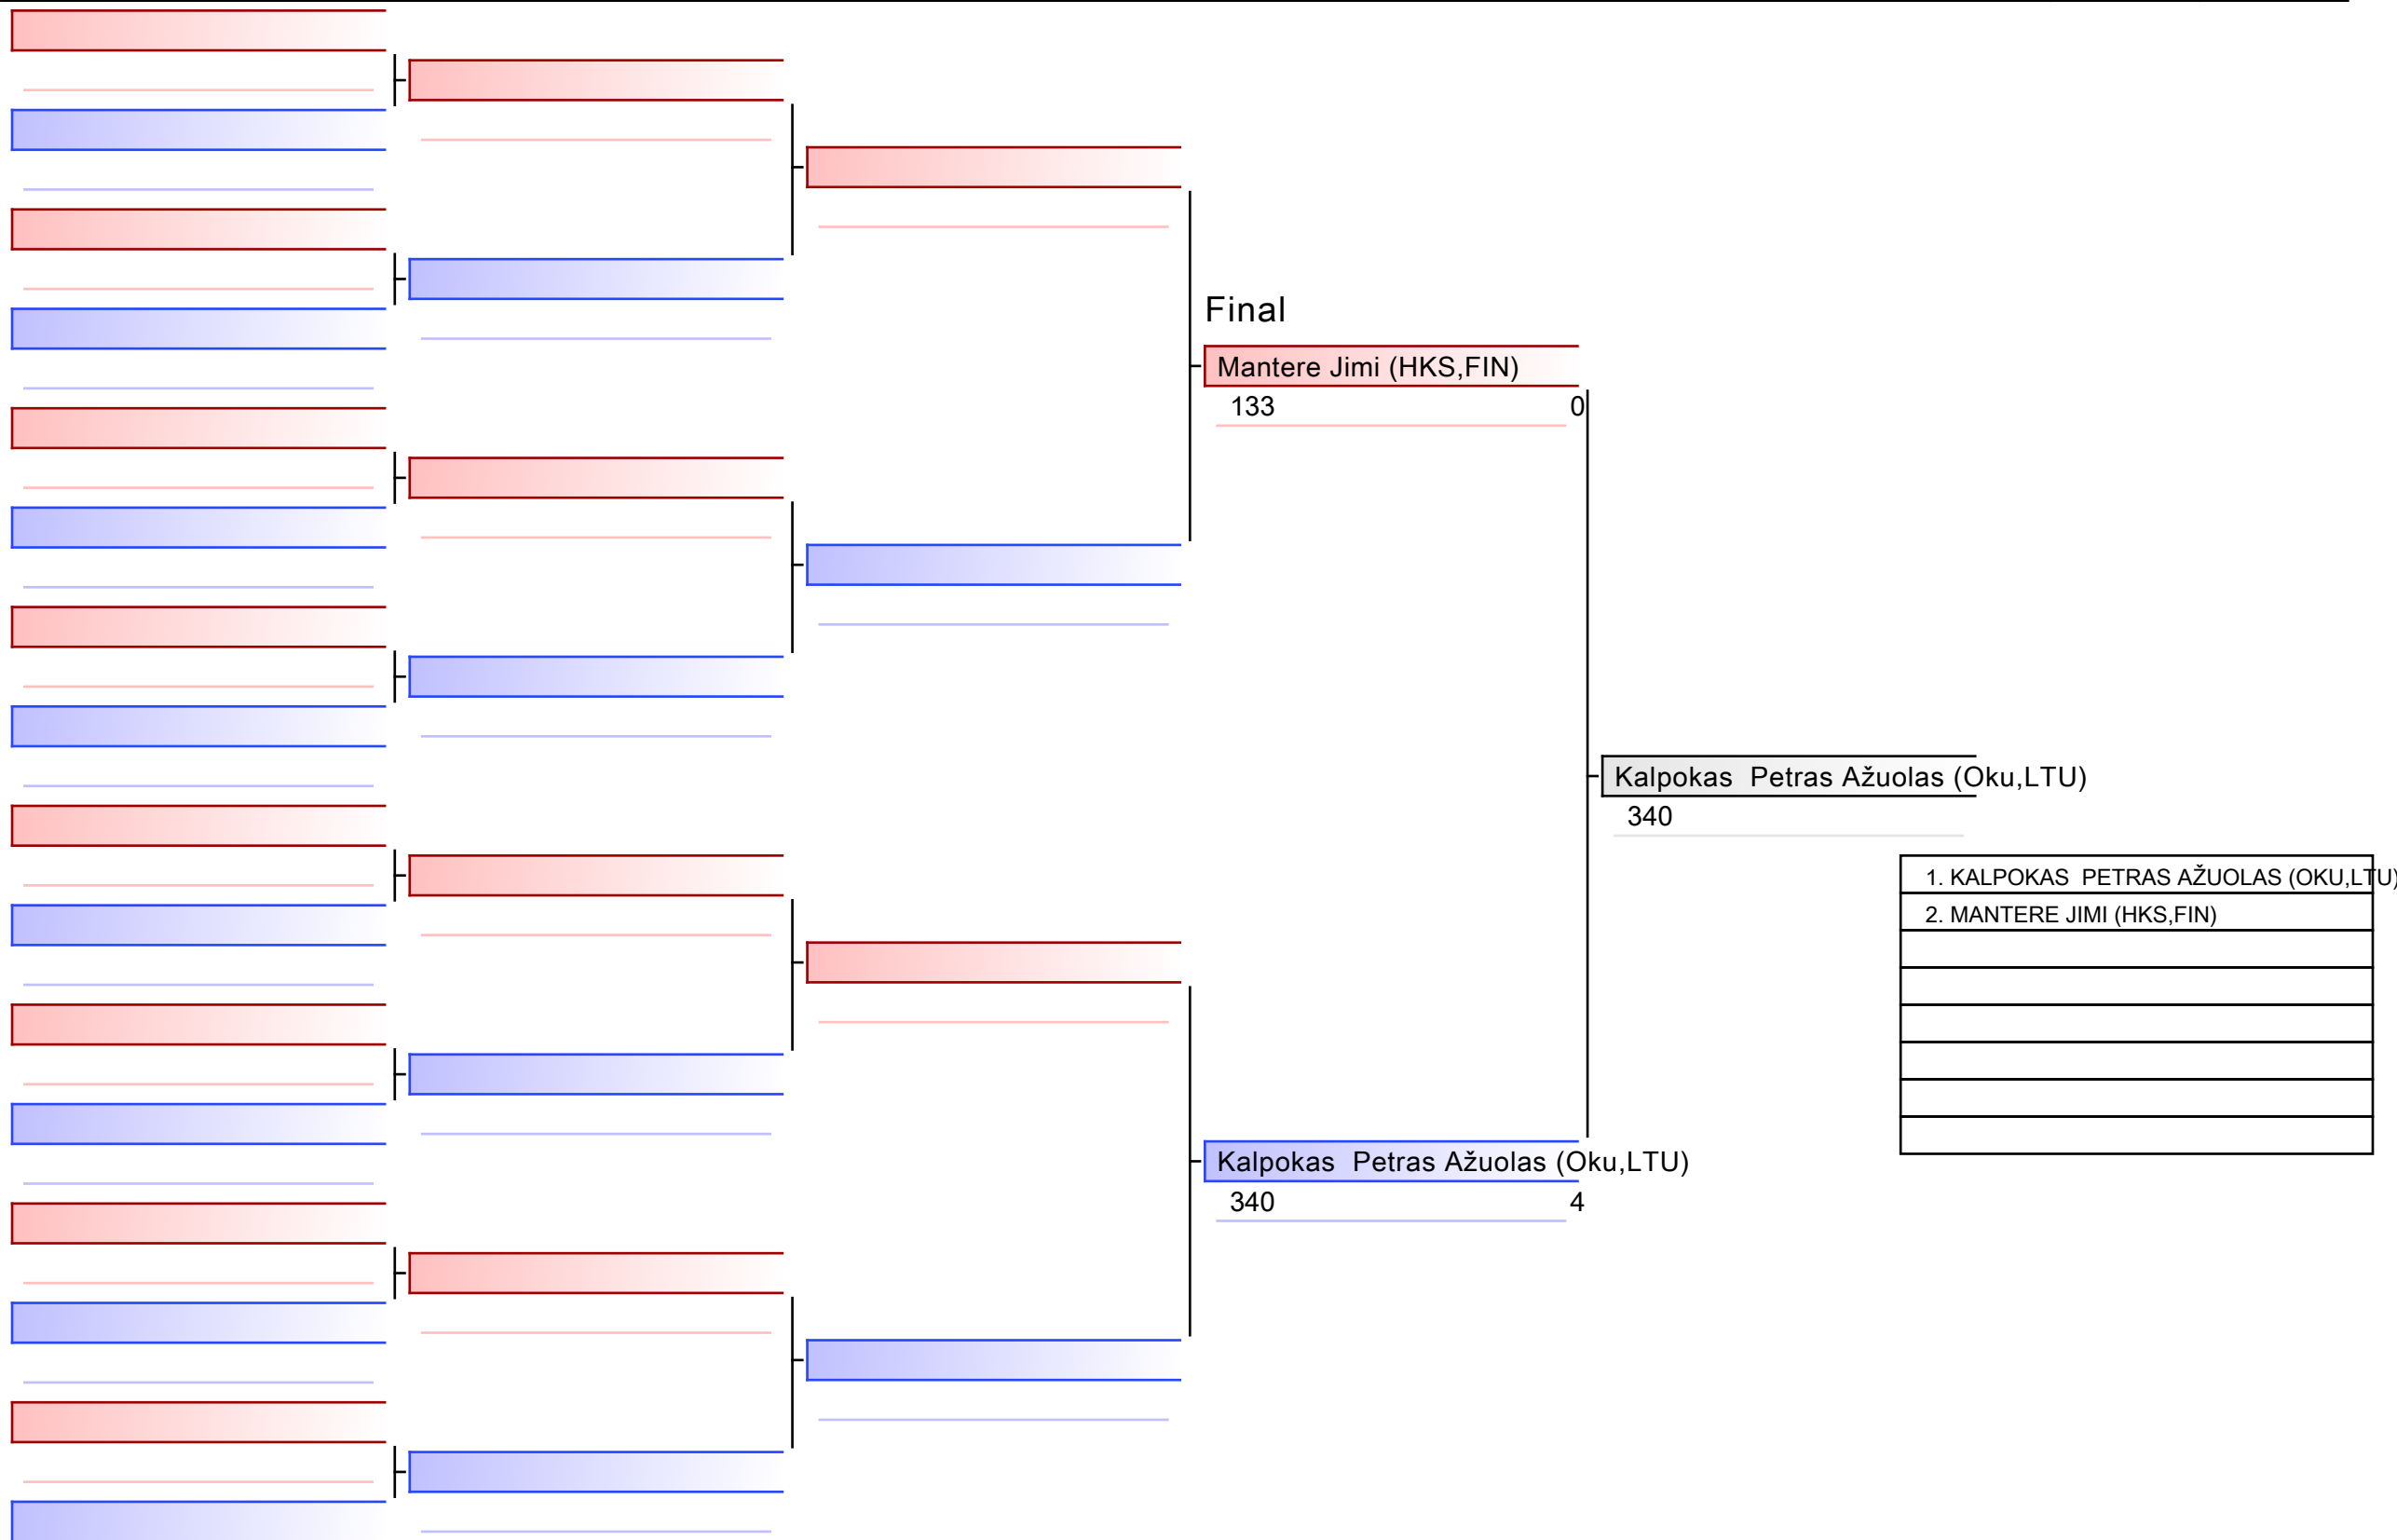 Final
Mantere Jimi (HKS,FIN)
133 0
Kalpokas  Petras Ažuolas (Oku,LTU)
340
1. KALPOKAS  PETRAS AŽUOLAS (OKU,LTU)
2. MANTERE JIMI (HKS,FIN)
Kalpokas  Petras Ažuolas (Oku,LTU)
340 4